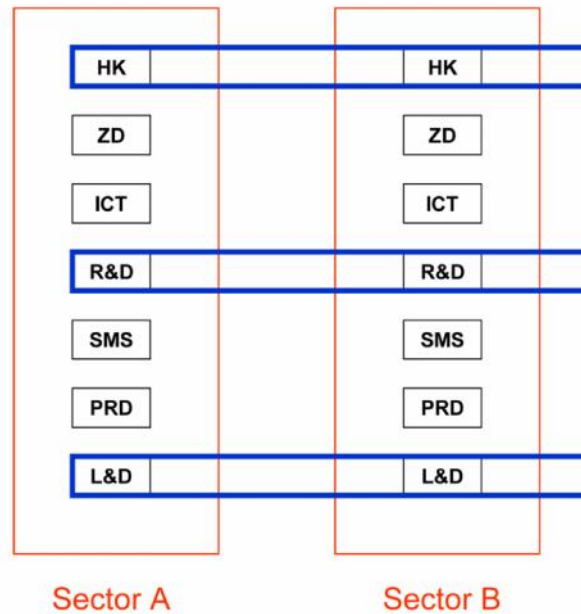 HK HK
ZD ZD
ICT ICT
R&D R&D
SMS SMS
PRD PRD
L&D L&D
Sector A Sector B